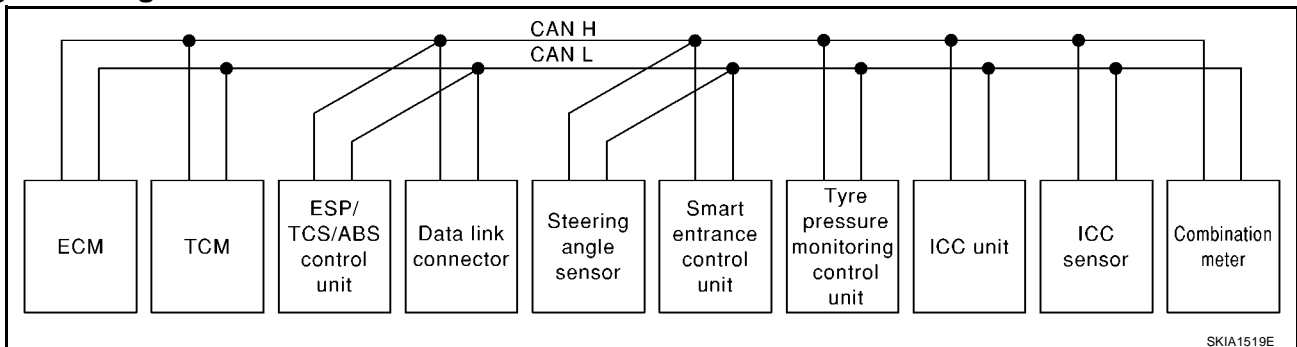 CAN H
CAN L
ECM
TCM
ESP/
TCS/ABS
control
unit
Data link
connector
Steering
angle
sensor
Smart
entrance
control
unit
Tyre
pressure
monitoring
control
unit
ICC unit
ICC
sensor
Combination
meter
SKIA1519E